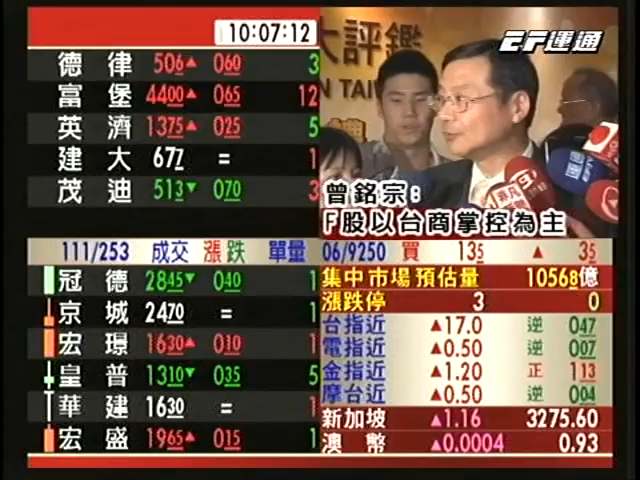 10:07:12
德律 506▲ 060 3
富堡 4400▲ 065 12
英濟 1375▲ 025 5
建大 677 = 1
茂迪 513▼ 070 3
大評鑑
N TAI
EF運通
曾銘宗:
F股以台商掌控為主
111/253 成交 漲跌 單量
冠德 2845▼ 040 1
京城 2470 1
宏璟 1630▲ 010 1
皇普 1310▼ 035 5
華建 1630 = 1
宏盛 1965▲ 015 1
06/9250 買 135 ▲ 35
集中市場預估量 10568億
漲跌停 3 0
台指近 ▲17.0 逆 047
電指近 ▲0.50 逆 007
金指近 ▲1.20 正 113
摩台近 ▲0.50 逆 004
新加坡 ▲1.16 3275.60
澳幣 ▲0.0004 0.93